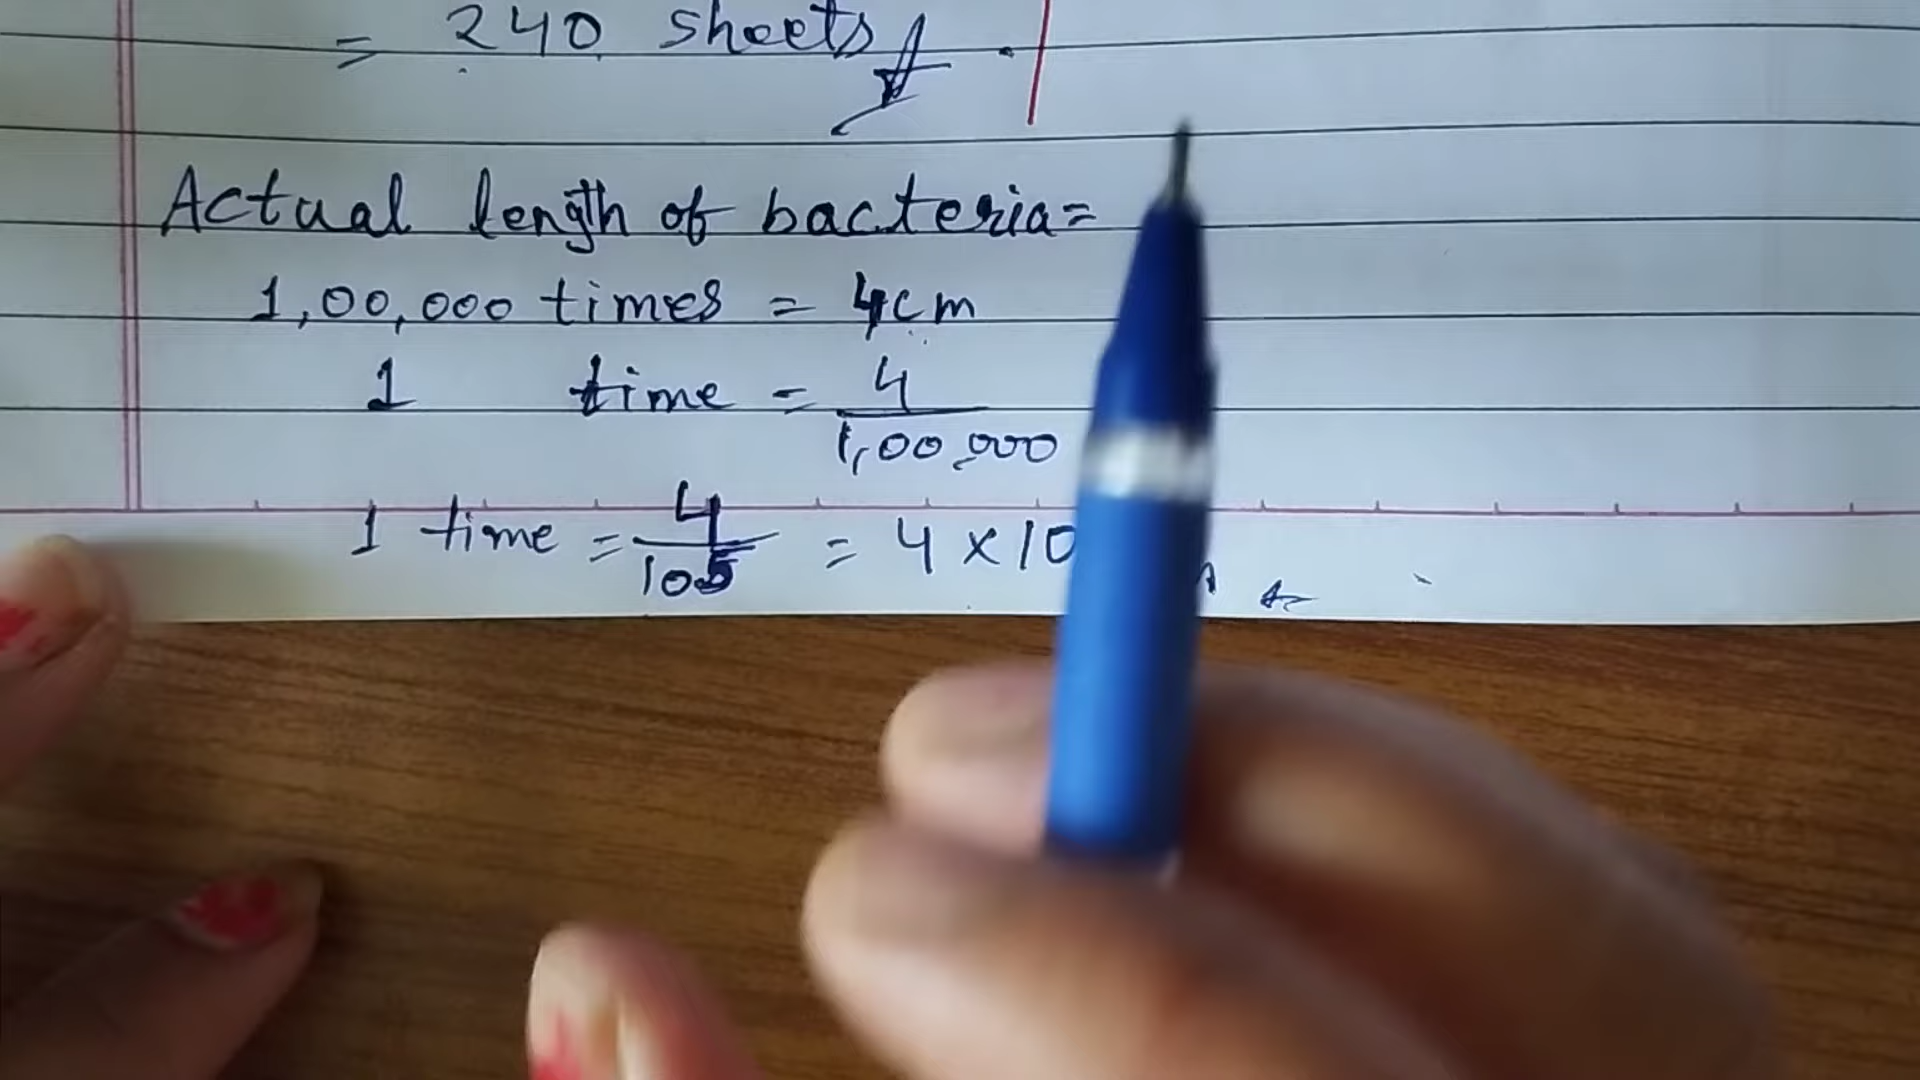 = 240 sheets
Actual length of bacteria=
1,00,000 times = 4cm
1 time = 4
1,00,000
1 time = 4 = 4 x 10
105